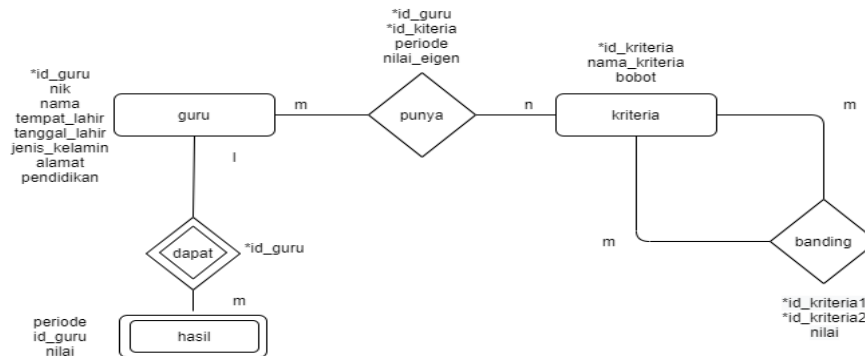 *id_guru
*id_kiteria
periode
nilai_eigen
*id_kriteria
nama_kriteria
bobot
*id_guru
nik
nama
tempat_lahir
tanggal_lahir
jenis_kelamin
alamat
pendidikan
guru
m
punya
n
kriteria
m
l
m
banding
dapat
*id_guru
m
*id_kriteria1
*id_kriteria2
nilai
periode
id_guru
nilai
hasil